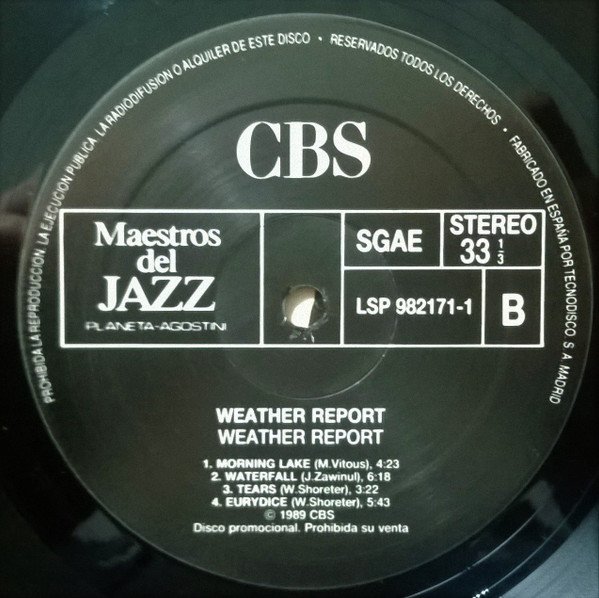 PROHIBIDA LA REPRODUCCION, LA EJECUCION PUBLICA, LA RADIODIFUSION O ALQUILER DE ESTE DISCO • RESERVADOS TODOS LOS DERECHOS • FABRICADO EN ESPAÑA POR TECNODISCO, S. A. MADRID
CBS
Maestros
del
JAZZ
PLANETA-AGOSTINI
SGAE
STEREO
33 1/3
LSP 982171-1
B
WEATHER REPORT
WEATHER REPORT
1. MORNING LAKE (M.Vitous), 4:23
2. WATERFALL (J.Zawinul), 6:18
3. TEARS (W.Shoreter), 3:22
4. EURYDICE (W.Shoreter), 5:43
© 1989 CBS
Disco promocional. Prohibida su venta